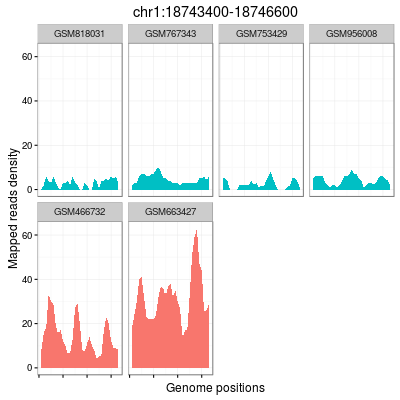 chr1:18743400-18746600
GSM818031 GSM767343 GSM753429 GSM956008
60
40
20
0
GSM466732 GSM663427
60
40
20
0
Mapped reads density
Genome positions